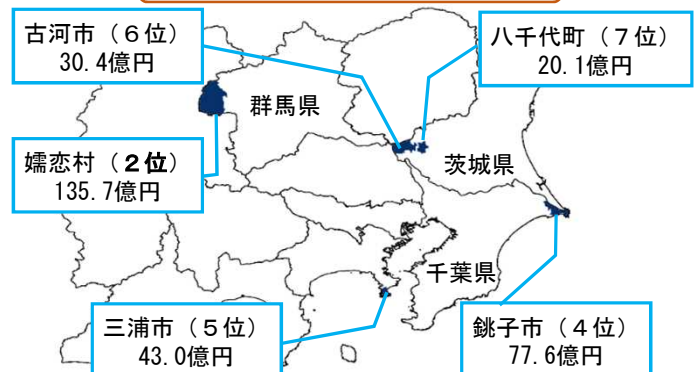 古河市（６位）
30.4億円
八千代町（７位）
20.1億円
群馬県
嬬恋村（２位）
135.7億円
茨城県
千葉県
三浦市（５位）
43.0億円
銚子市（４位）
77.6億円